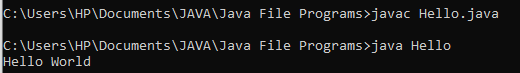 C:\Users\HP\Documents\JAVA\Java File Programs>javac Hello.java
C:\Users\HP\Documents\JAVA\Java File Programs>java Hello
Hello World